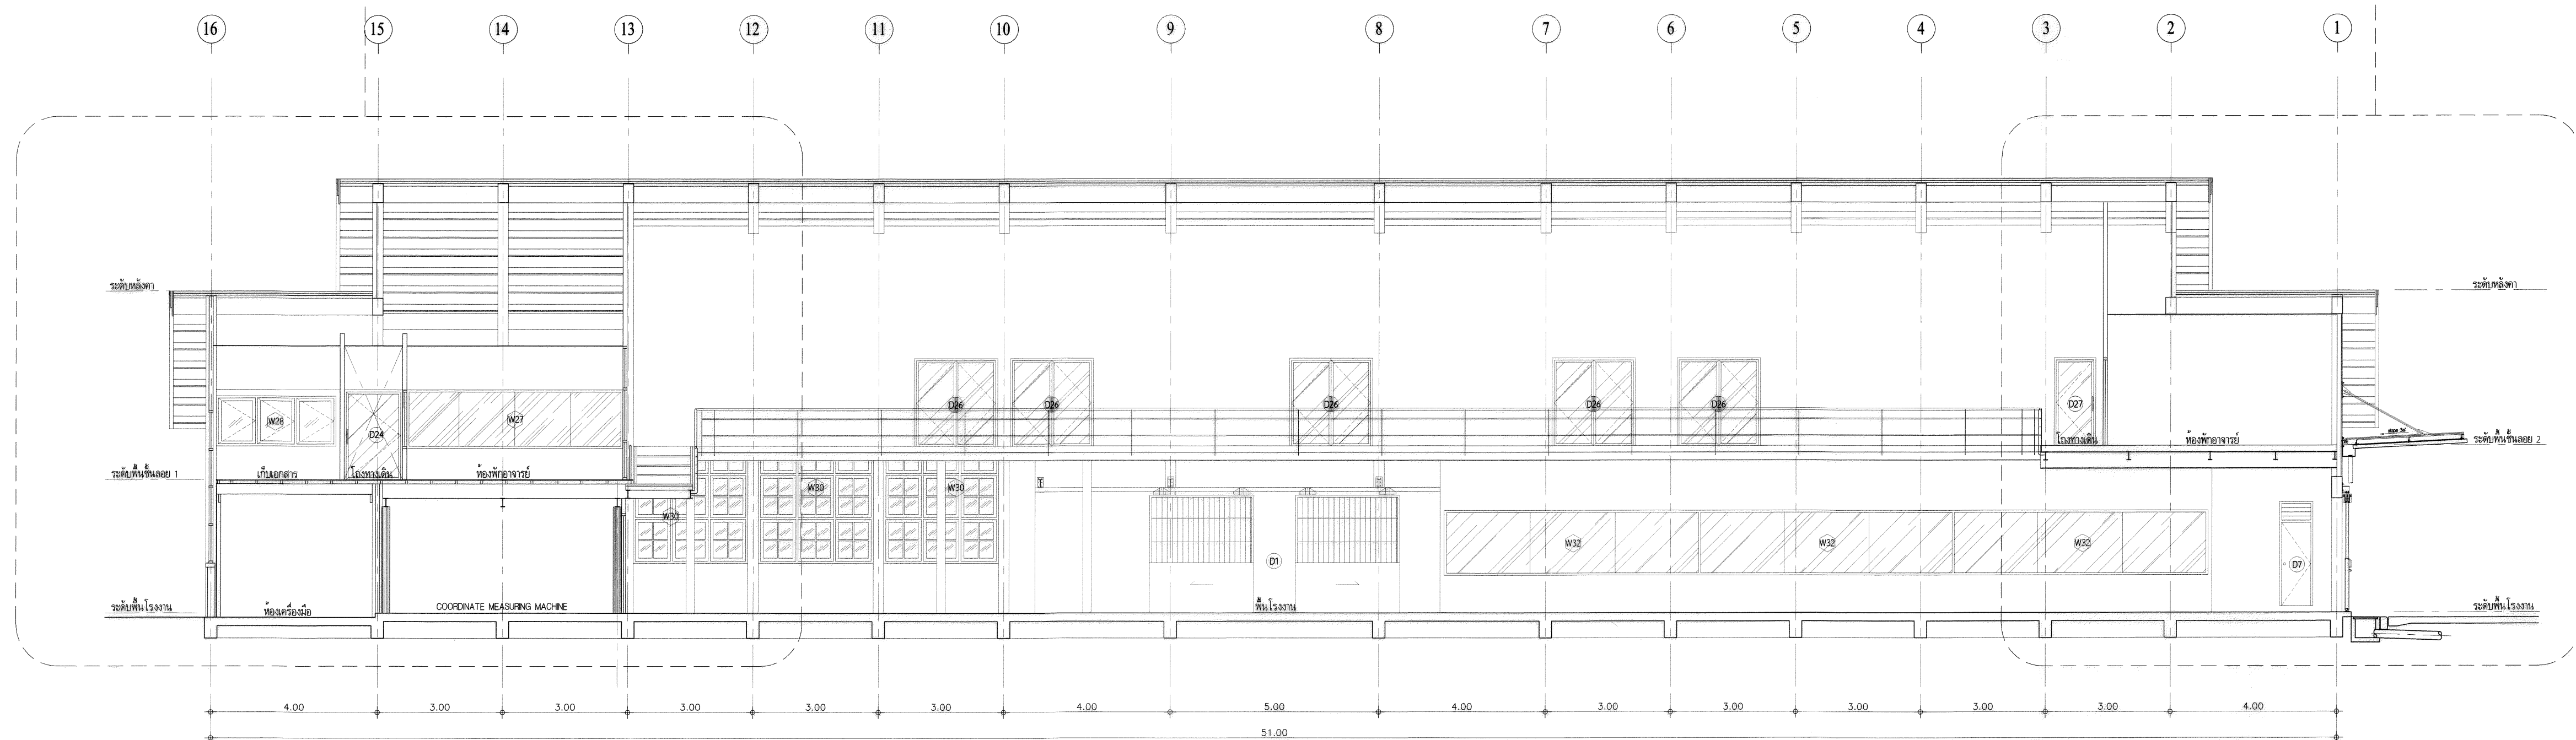 16 15 14 13 12 11 10 9 8 7 6 5 4 3 2 1
ระดับหลังคา ระดับหลังคา
D26 D26 D26 D26 D26
W28 D24 W27 D27
โถงทางเดิน ห้องพักอาจารย์ ระดับพื้นชั้นลอย 2
ระดับพื้นชั้นลอย 1 เก็บเอกสาร โถงทางเดิน ห้องพักอาจารย์
W30 W30 W30
W32 W32 W32
D1 D7
ระดับพื้นโรงงาน ห้องเครื่องมือ COORDINATE MEASURING MACHINE พื้นโรงงาน ระดับพื้นโรงงาน
4.00 3.00 3.00 3.00 3.00 3.00 4.00 5.00 4.00 3.00 3.00 3.00 3.00 3.00 4.00
51.00